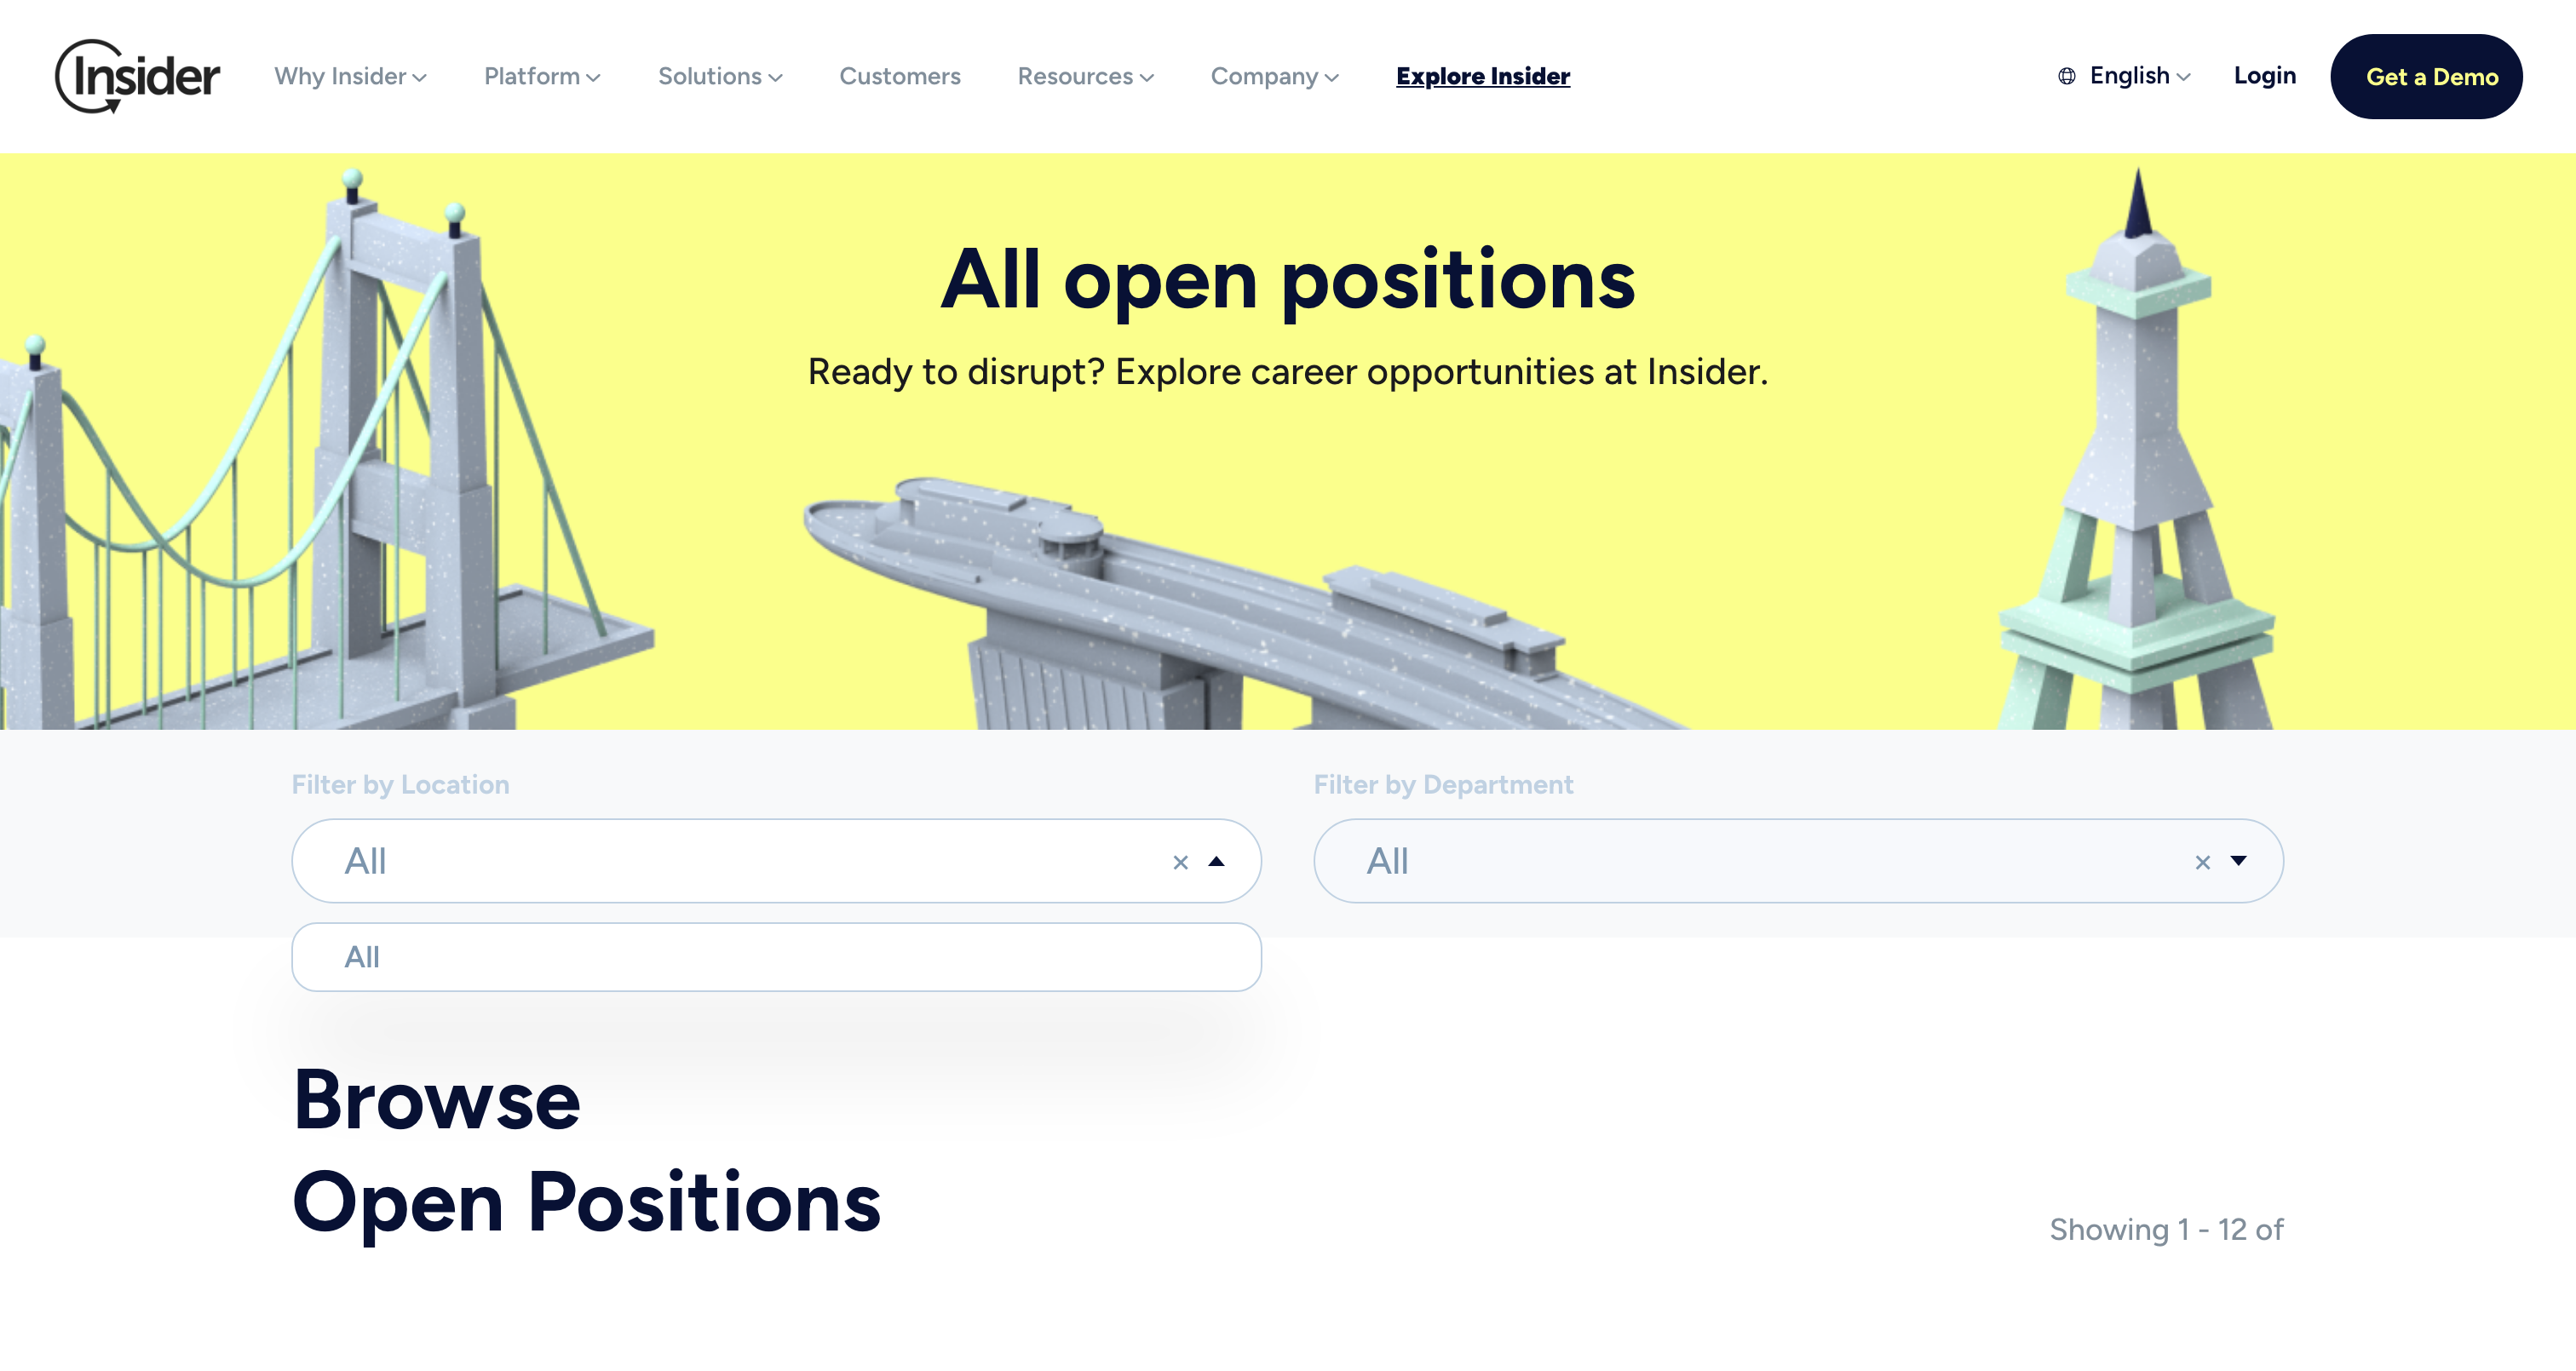 Insider
Why Insider
Platform
Solutions
Customers
Resources
Company
Explore Insider
English
Login
Get a Demo
All open positions
Ready to disrupt? Explore career opportunities at Insider.
Filter by Location
Filter by Department
All
All
All
Browse
Open Positions
Showing 1 - 12 of